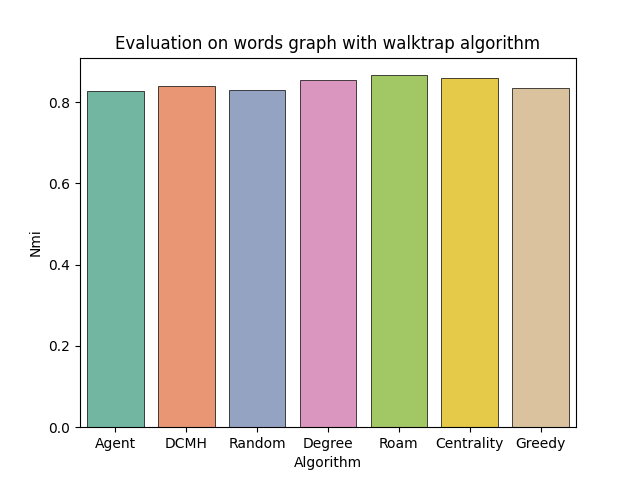 Evaluation on words graph with walktrap algorithm
0.8
0.6
0.4
0.2
0.0
Nmi
Agent DCMH Random Degree Roam Centrality Greedy
Algorithm